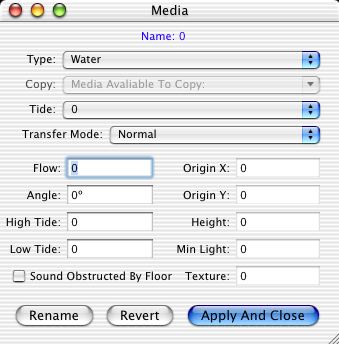 Media
Name: 0
Type: Water
Copy: Media Avaliable To Copy:
Tide: 0
Transfer Mode: Normal
Flow: 0 Origin X: 0
Angle: 0° Origin Y: 0
High Tide: 0 Height: 0
Low Tide: 0 Min Light: 0
Sound Obstructed By Floor Texture: 0
Rename Revert Apply And Close